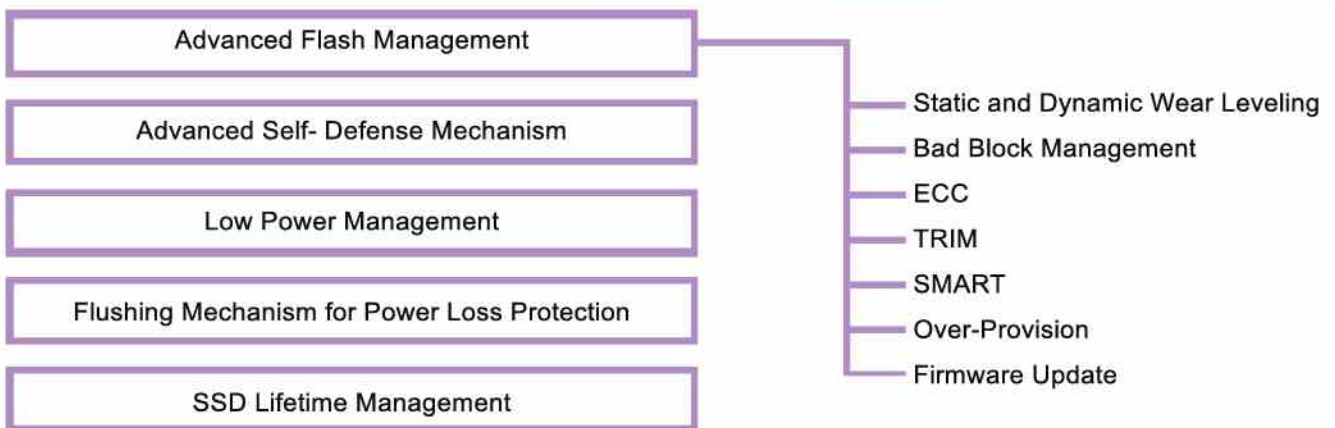 Advanced Flash Management
Advanced Self- Defense Mechanism
Low Power Management
Flushing Mechanism for Power Loss Protection
SSD Lifetime Management
Static and Dynamic Wear Leveling
Bad Block Management
ECC
TRIM
SMART
Over-Provision
Firmware Update